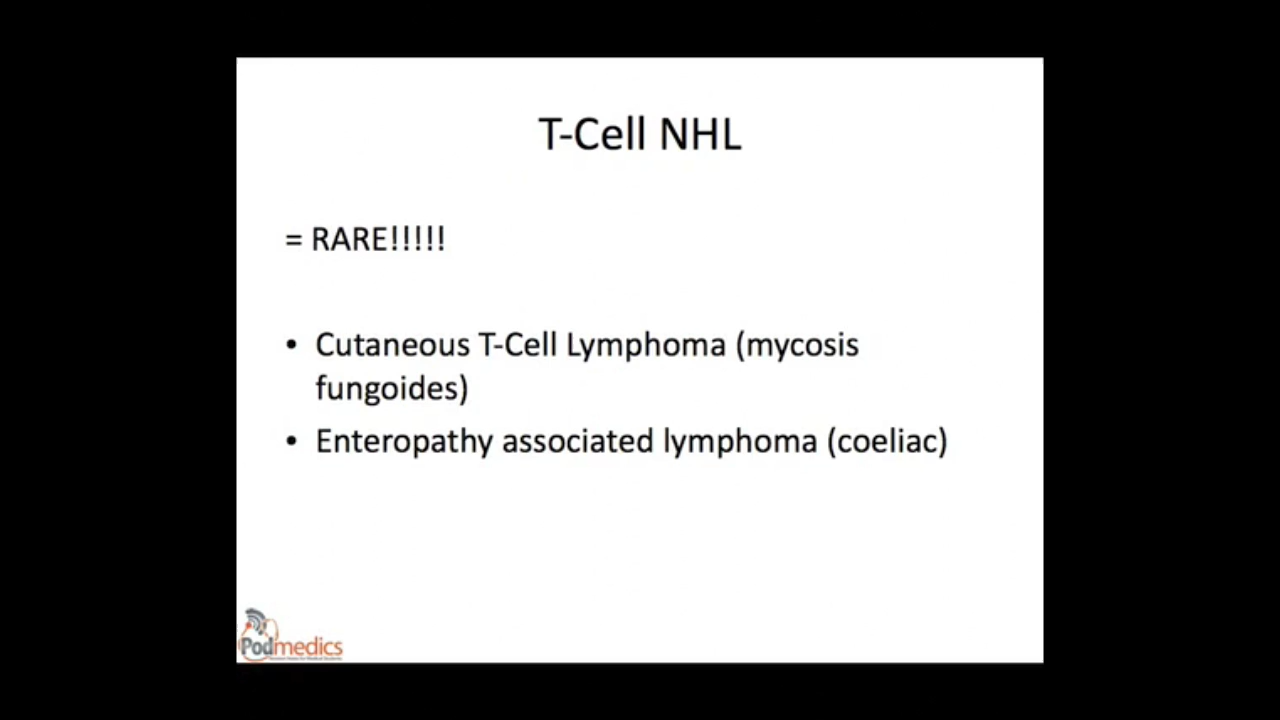 T-Cell NHL
= RARE!!!!!
• Cutaneous T-Cell Lymphoma (mycosis
fungoides)
• Enteropathy associated lymphoma (coeliac)
Podmedics